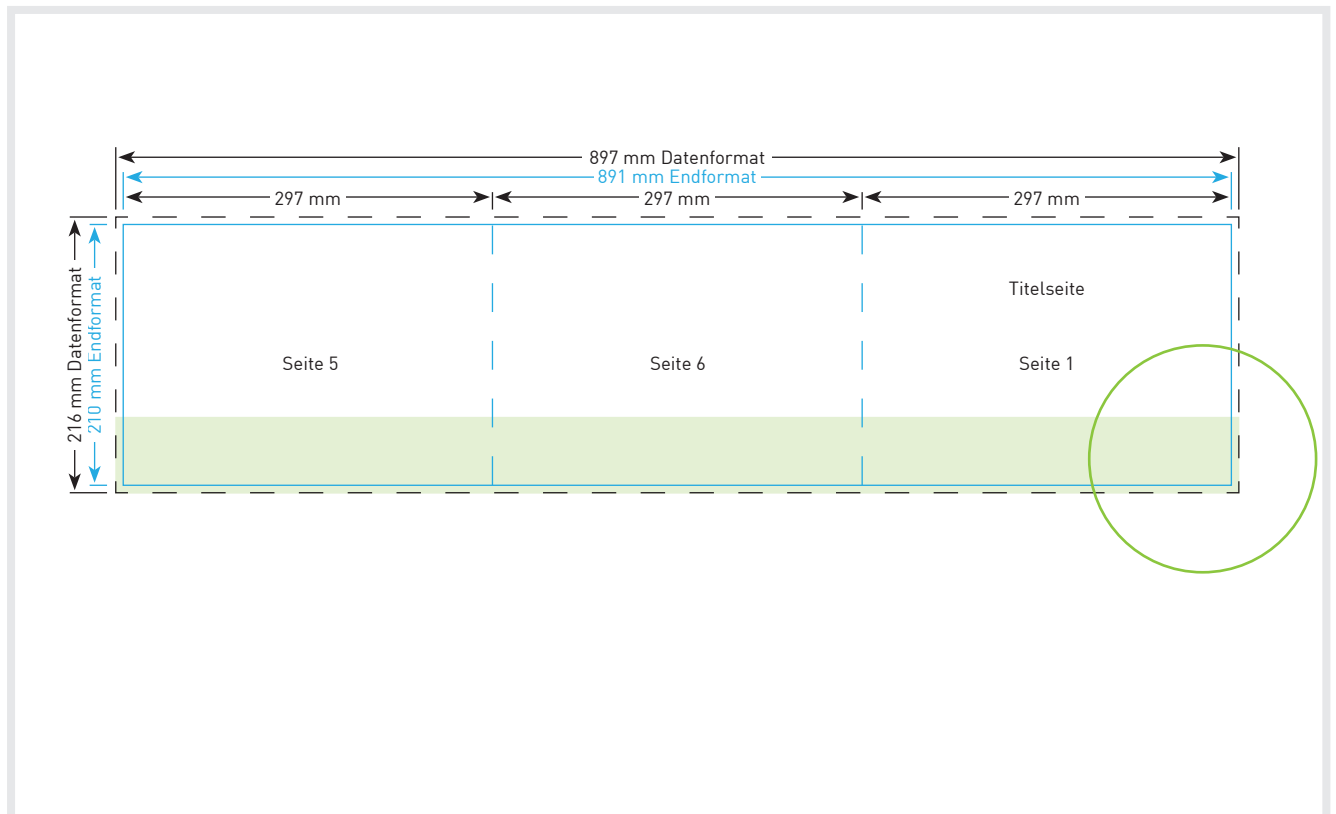 897 mm Datenformat
891 mm Endformat
297 mm
297 mm
297 mm
216 mm Datenformat
210 mm Endformat
Titelseite
Seite 5
Seite 6
Seite 1